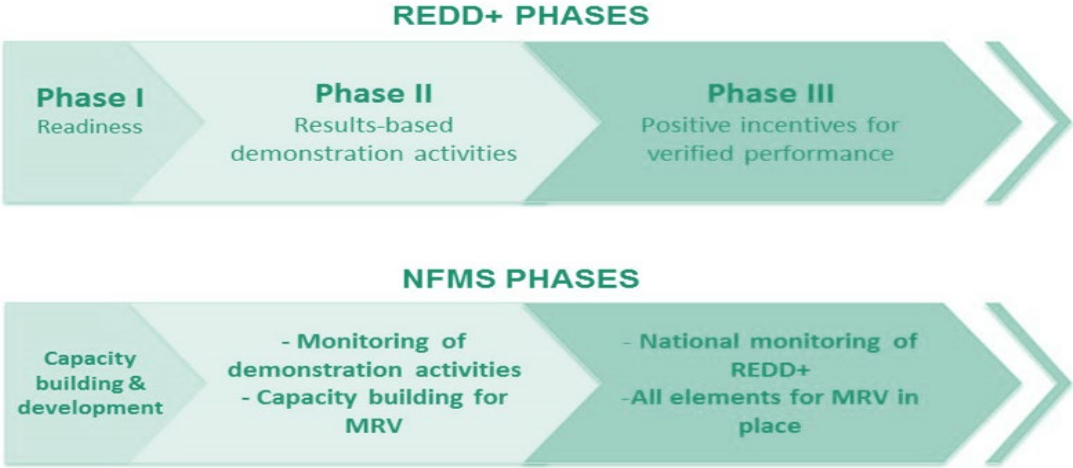 REDD+ PHASES
Phase I
Readiness
Phase II
Results-based
demonstration activities
Phase III
Positive incentives for
verified performance
NFMS PHASES
Capacity
building &
development
- Monitoring of
demonstration activities
- Capacity building for
MRV
- National monitoring of
REDD+
-All elements for MRV in
place